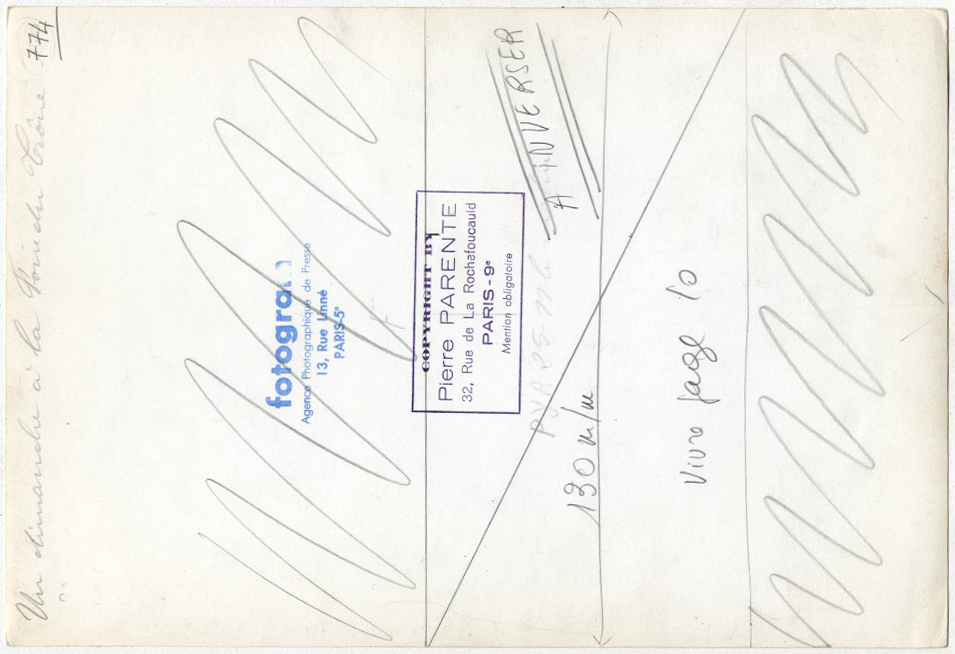 Un dimanche à la Foire du Trône 774
fotogra
Agence Photographique de Presse
13, Rue Linné
PARIS-5e
COPYRIGHT BY
Pierre PARENTE
32, Rue de La Rochafoucauld
PARIS-9e
Mention obligatoire
A INVERSER
130 m/m
Vivre page 10